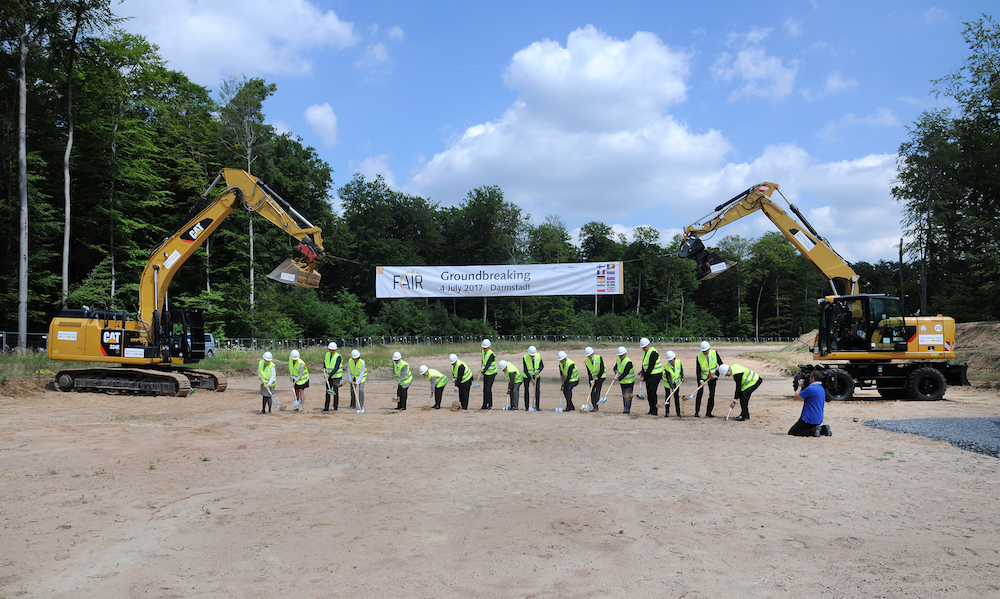 FAIR
Groundbreaking
4 July 2017 Darmstadt
CAT
CAT